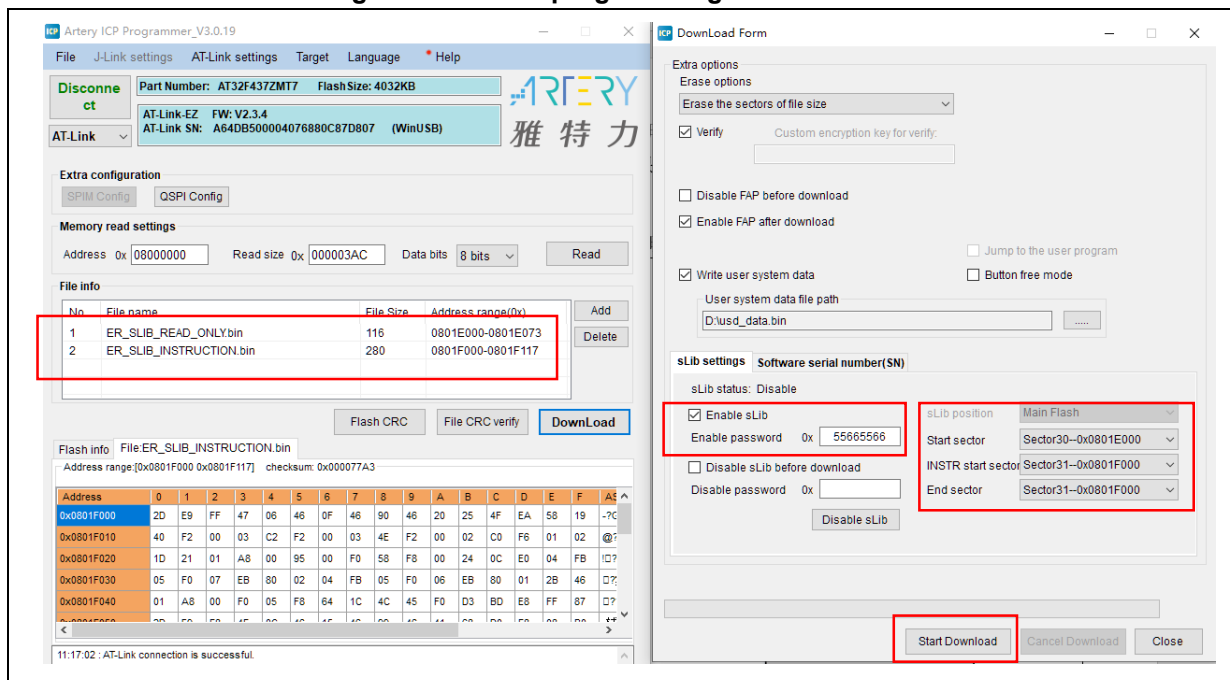 Artery ICP Programmer_V3.0.19
File J-Link settings AT-Link settings Target Language * Help
Disconnect
Part Number: AT32F437ZMT7 FlashSize: 4032KB
AT-Link-EZ FW: V2.3.4
AT-Link SN: A64DB500004076880C87D807 (WinUSB)
AT-Link
ARTERY
雅特力
Extra configuration
SPIM Config QSPI Config
Memory read settings
Address 0x 08000000 Read size 0x 000003AC Data bits 8 bits Read
File info
No. File name File Size Address range(0x) Add
1 ER_SLIB_READ_ONLY.bin 116 0801E000-0801E073
2 ER_SLIB_INSTRUCTION.bin 280 0801F000-0801F117
Delete
Flash CRC File CRC verify DownLoad
Flash info File:ER_SLIB_INSTRUCTION.bin
Address range:[0x0801F000 0x0801F117] checksum: 0x000077A3
Address 0 1 2 3 4 5 6 7 8 9 A B C D E F
0x0801F000 2D E9 FF 47 06 46 0F 46 90 46 20 25 4F EA 58 19
0x0801F010 40 F2 00 03 C2 F2 00 03 4E F2 00 02 C0 F6 01 02
0x0801F020 1D 21 01 A8 00 95 00 F0 58 F8 00 24 0C E0 04 FB
0x0801F030 05 F0 07 EB 80 02 04 FB 05 F0 06 EB 80 01 2B 46
0x0801F040 01 A8 00 F0 05 F8 64 1C 4C 45 F0 D3 BD E8 FF 87
11:17:02 : AT-Link connection is successful.
DownLoad Form
Extra options
Erase options
Erase the sectors of file size
Verify Custom encryption key for verify:
Disable FAP before download
Enable FAP after download
Jump to the user program
Write user system data Button free mode
User system data file path
D:\usd_data.bin .....
sLib settings Software serial number(SN)
sLib status: Disable
Enable sLib
Enable password 0x 55665566
Disable sLib before download
Disable password 0x
Disable sLib
sLib position Main Flash
Start sector Sector30--0x0801E000
INSTR start sector Sector31--0x0801F000
End sector Sector31--0x0801F000
Start Download Cancel Download Close